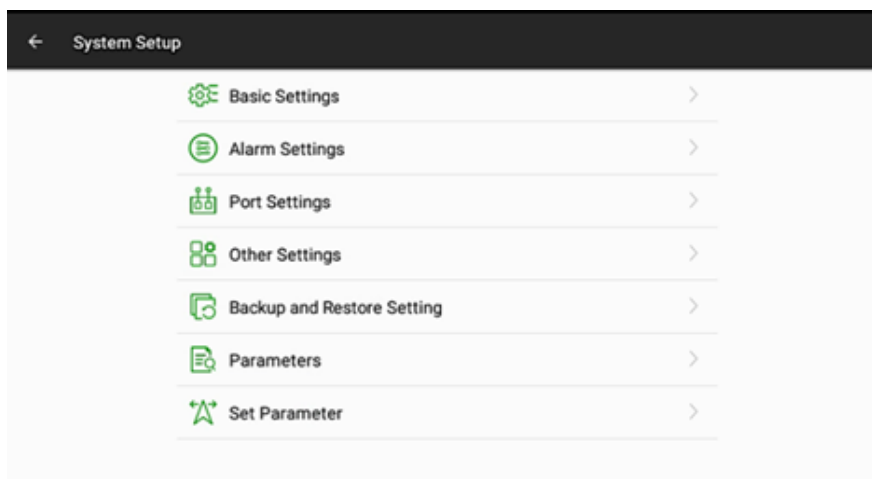 System Setup
Basic Settings
Alarm Settings
Port Settings
Other Settings
Backup and Restore Setting
Parameters
Set Parameter